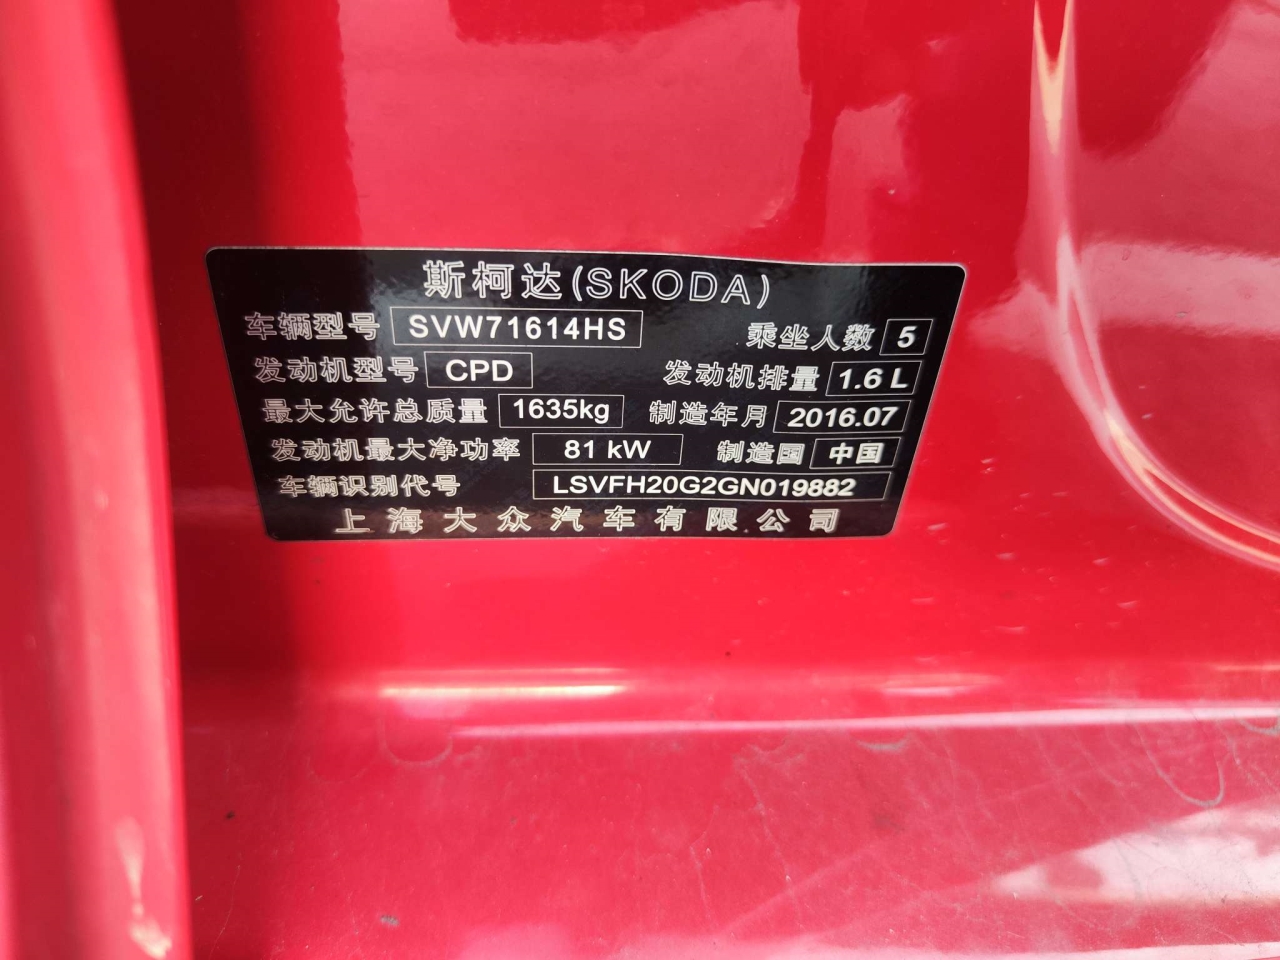 斯柯达(SKODA)
车辆型号 SVW71614HS 乘坐人数 5
发动机型号 CPD 发动机排量 1.6 L
最大允许总质量 1635kg 制造年月 2016.07
发动机最大净功率 81 kW 制造国 中国
车辆识别代号 LSVFH20G2GN019882
上海大众汽车有限公司